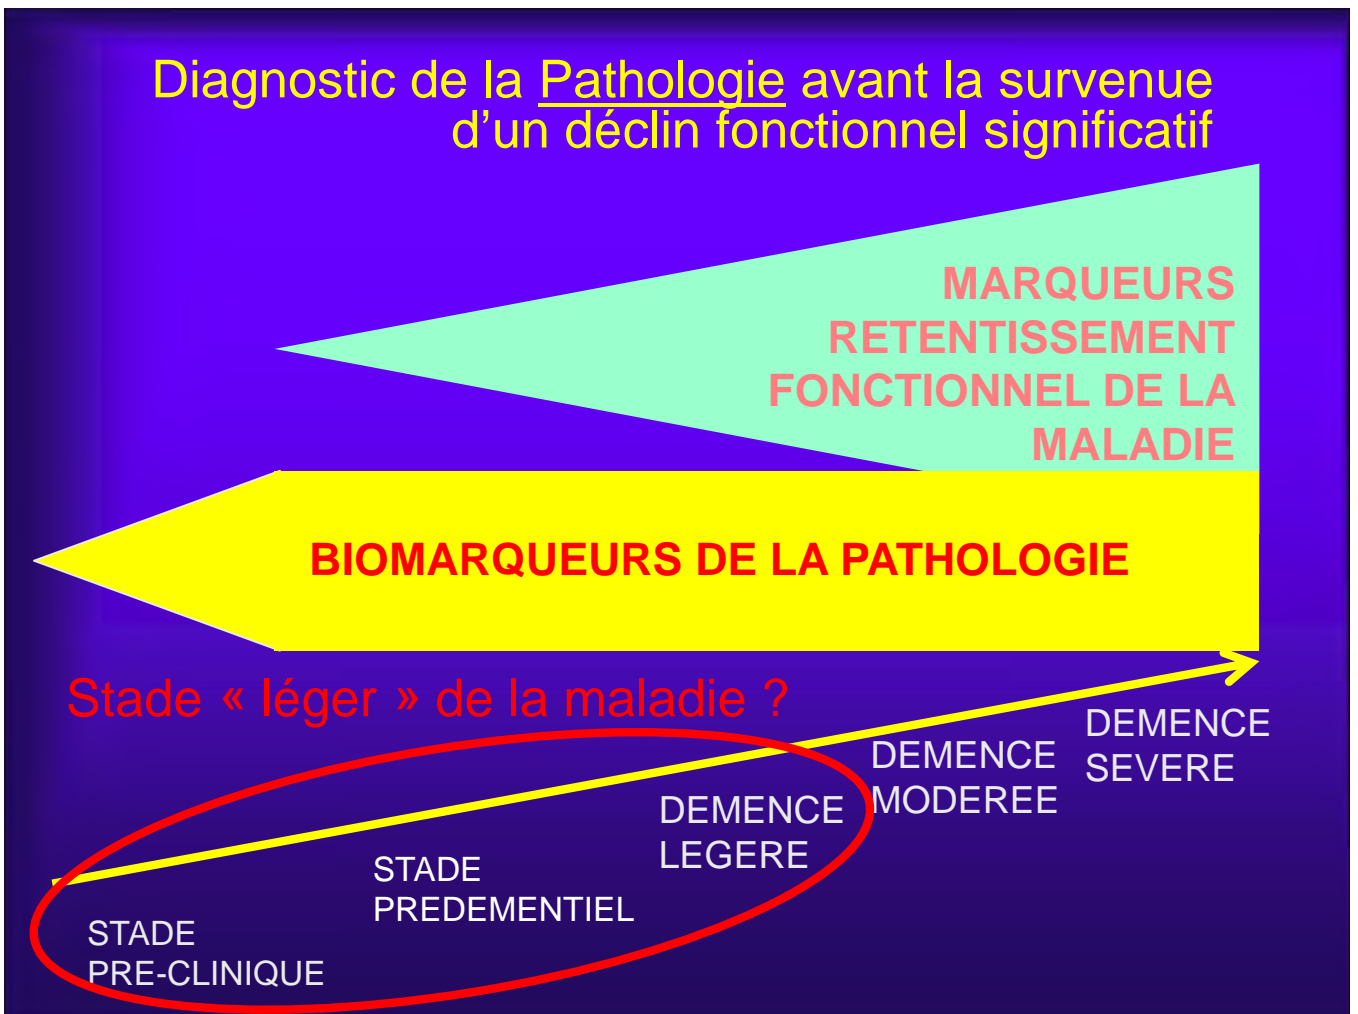 Diagnostic de la Pathologie avant la survenue
d’un déclin fonctionnel significatif
MARQUEURS
RETENTISSEMENT
FONCTIONNEL DE LA
MALADIE
BIOMARQUEURS DE LA PATHOLOGIE
Stade « léger » de la maladie ?
STADE
PRE-CLINIQUE
STADE
PREDEMENTIEL
DEMENCE
LEGERE
DEMENCE
MODEREE
DEMENCE
SEVERE